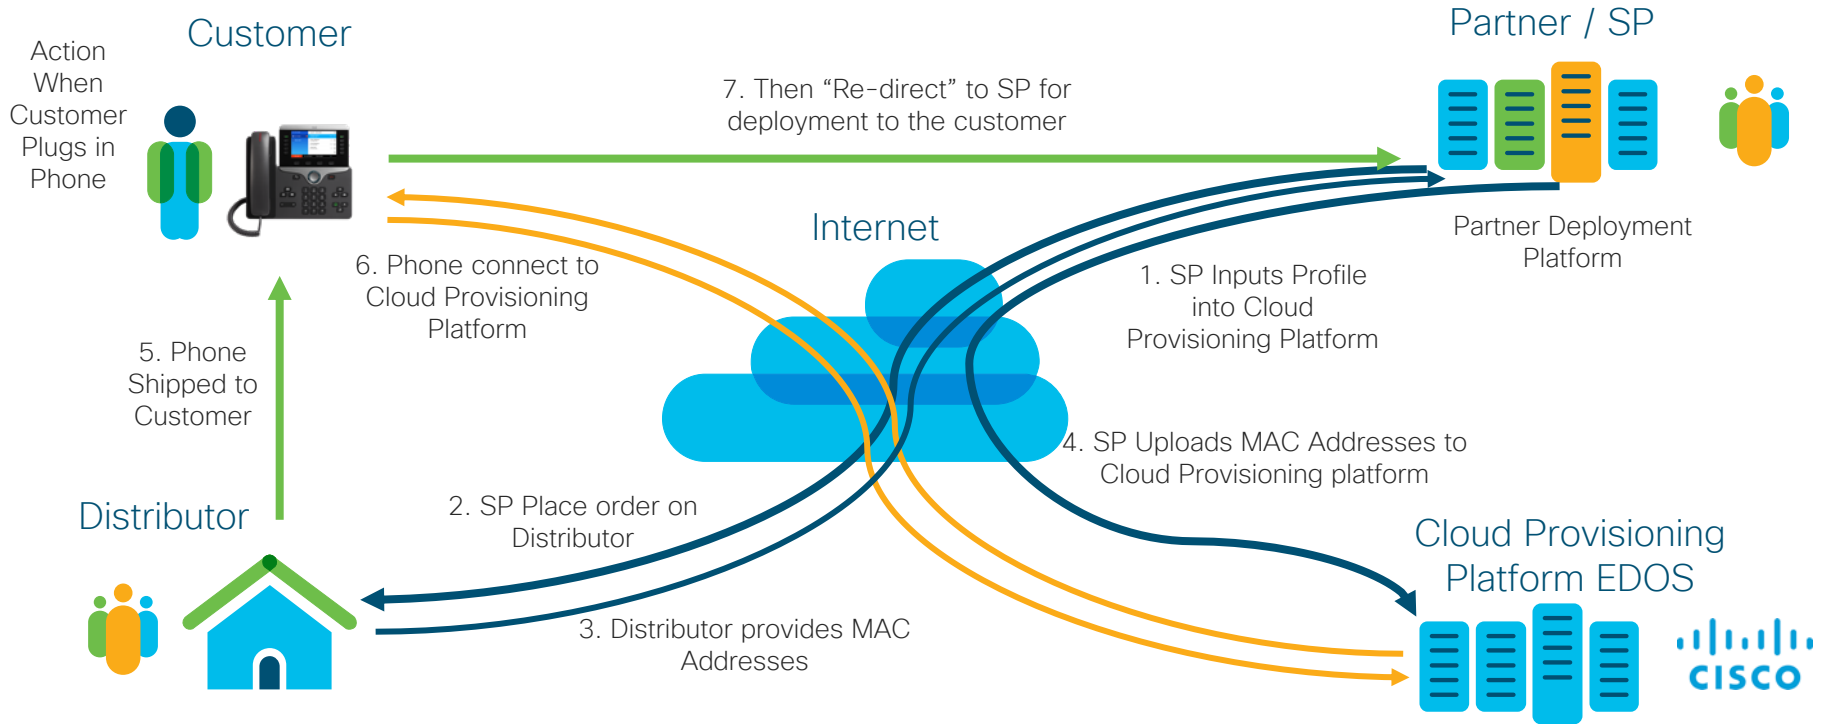 Customer
Action
When
Customer
Plugs in
Phone
Partner / SP
7. Then “Re-direct” to SP for
deployment to the customer
Internet
Partner Deployment
Platform
6. Phone connect to
Cloud Provisioning
Platform
1. SP Inputs Profile
into Cloud
Provisioning Platform
5. Phone
Shipped to
Customer
4. SP Uploads MAC Addresses to
Cloud Provisioning platform
2. SP Place order on
Distributor
Distributor
Cloud Provisioning
Platform EDOS
3. Distributor provides MAC
Addresses
CISCO